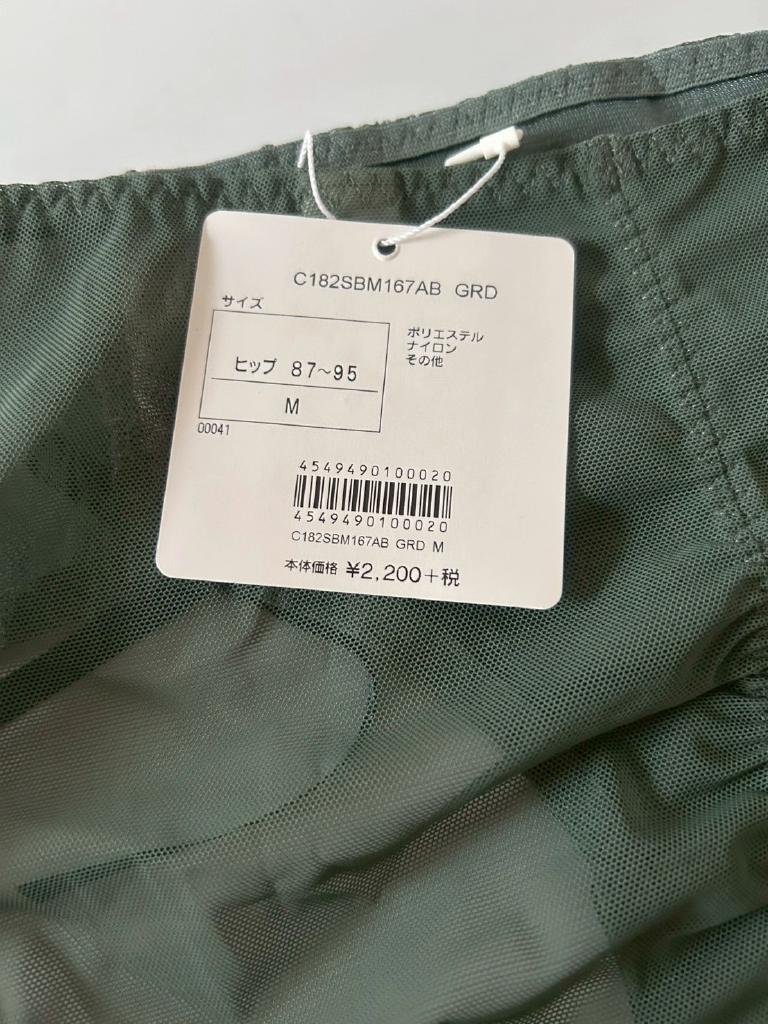 C182SBM167AB GRD
サイズ
ヒップ 87~95
M
00041
ポリエステル
ナイロン
その他
4549490100020
4549490100020
C182SBM167AB GRD M
本体価格 ¥2,200+税